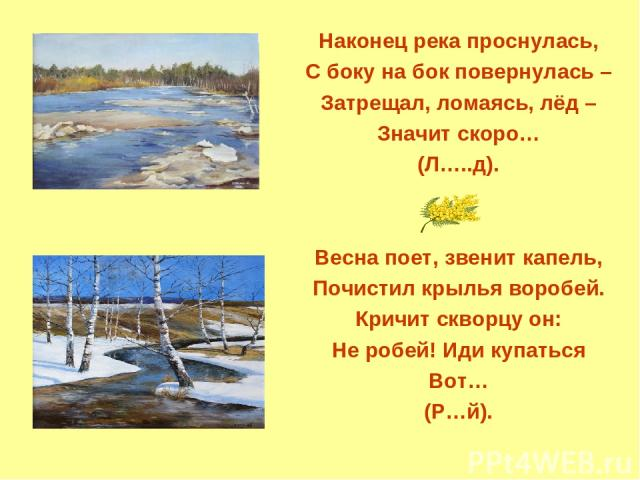 Наконец река проснулась,
С боку на бок повернулась –
Затрещал, ломаясь, лёд –
Значит скоро…
(Л…..д).
Весна поет, звенит капель,
Почистил крылья воробей.
Кричит скворцу он:
Не робей! Иди купаться
Вот…
(Р…й).
PPt4WEB.ru